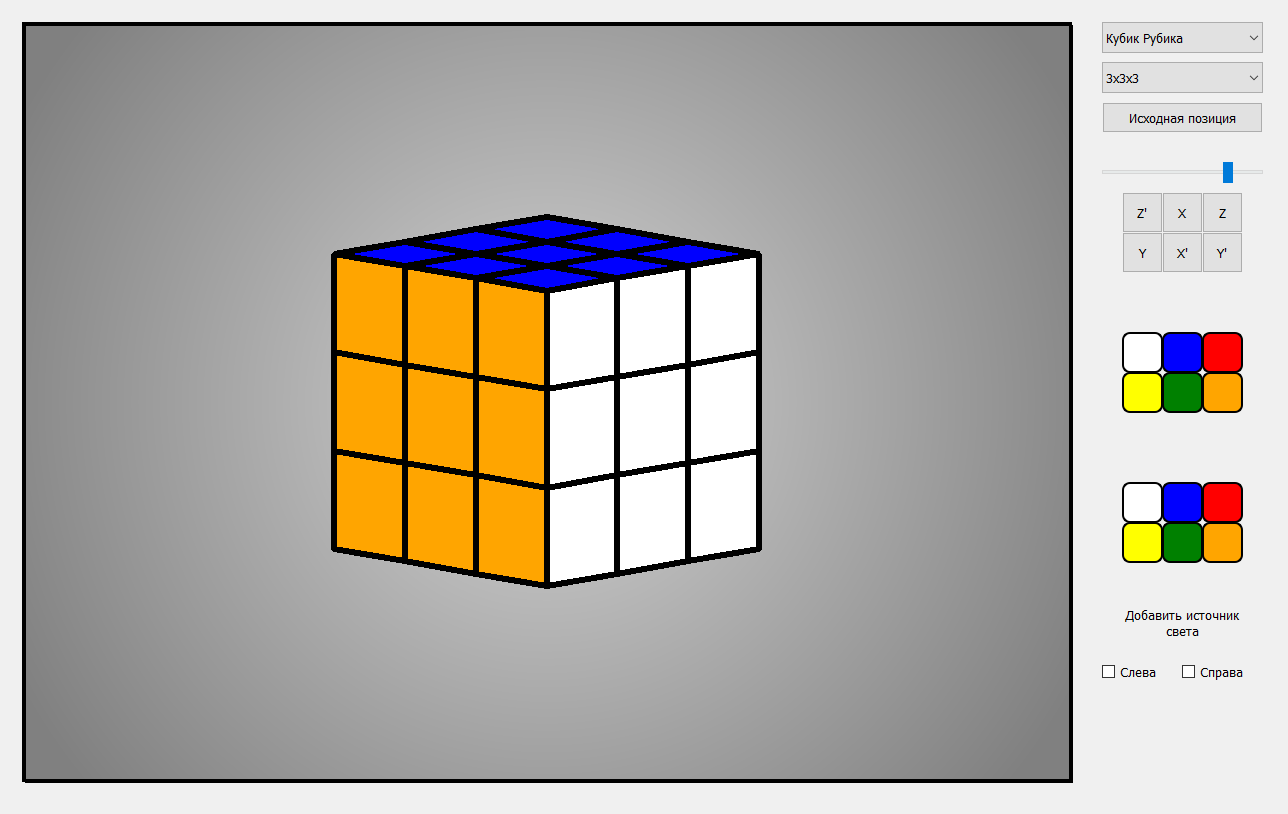 Кубик Рубика
3x3x3
Исходная позиция
Z' X Z
Y X' Y'
Добавить источник
света
Слева Справа